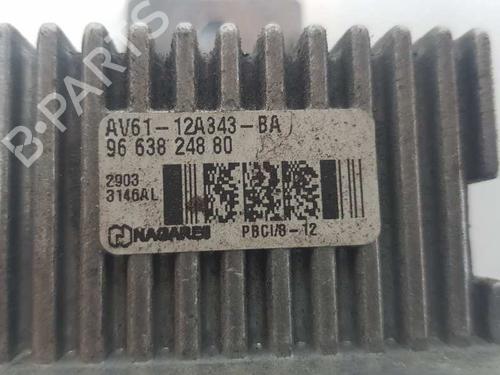 B-PARTS
AV61-12A343-BA
96 638 248 80
2903
3146AL
NAGARES
PBCI/8-12